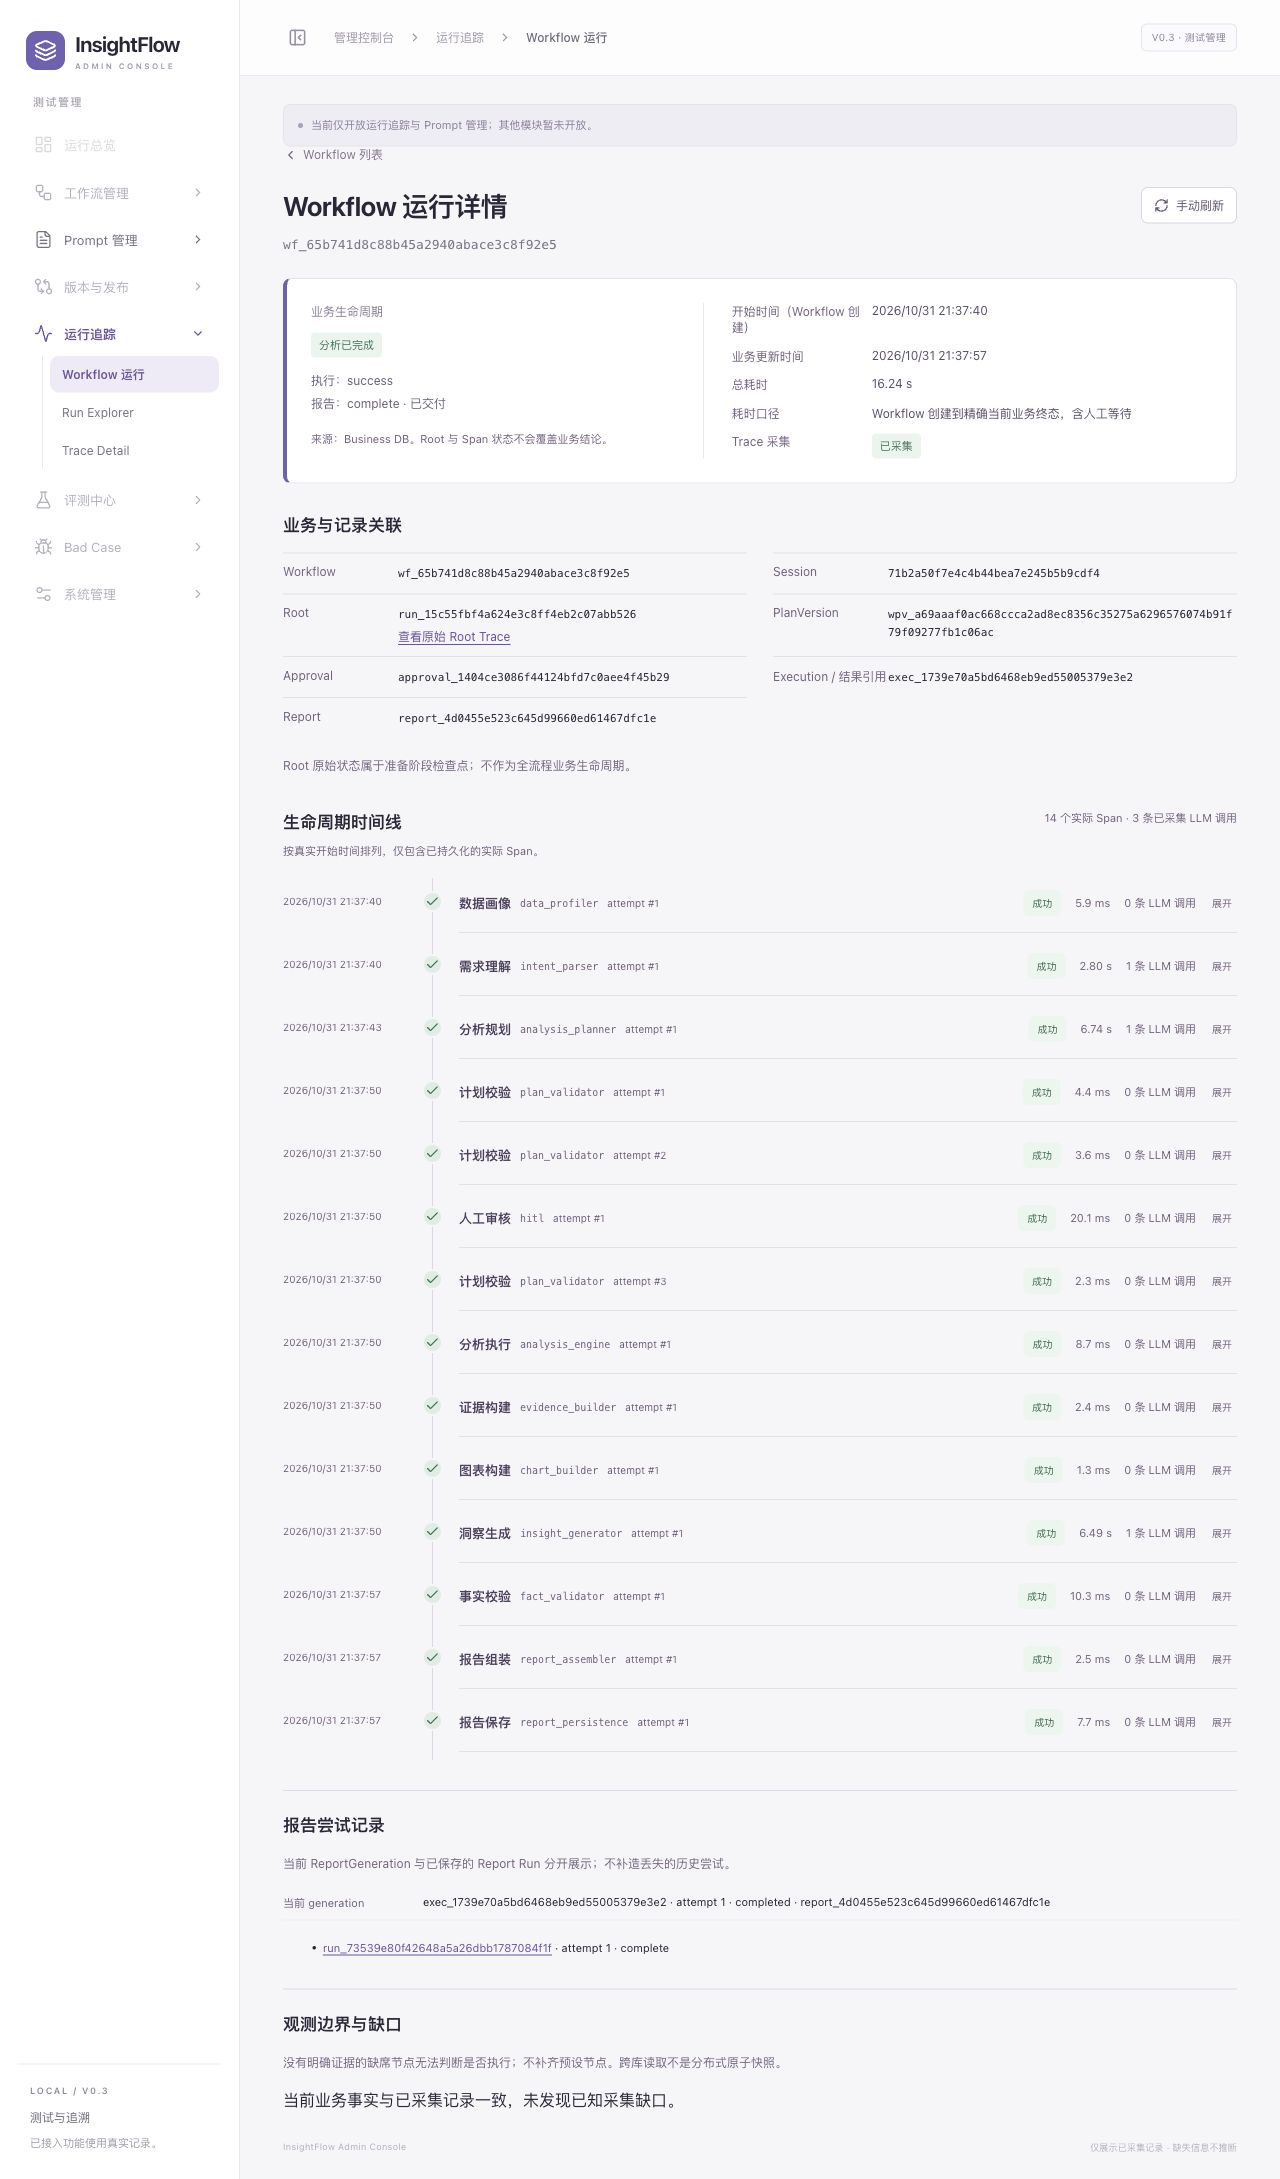 InsightFlow
ADMIN CONSOLE
测试管理
运行总览
工作流管理
Prompt 管理
版本与发布
运行追踪
Workflow 运行
Run Explorer
Trace Detail
评测中心
Bad Case
系统管理
LOCAL / V0.3
测试与追溯
已接入功能使用真实记录。
管理控制台 > 运行追踪 > Workflow 运行
V0.3 · 测试管理
当前仅开放运行追踪与 Prompt 管理；其他模块暂未开放。
Workflow 列表
Workflow 运行详情
手动刷新
wf_65b741d8c88b45a2940abace3c8f92e5
业务生命周期
分析已完成
执行：success
报告：complete · 已交付
来源：Business DB。Root 与 Span 状态不会覆盖业务结论。
开始时间（Workflow 创建） 2026/10/31 21:37:40
业务更新时间 2026/10/31 21:37:57
总耗时 16.24 s
耗时口径 Workflow 创建到精确当前业务终态，含人工等待
Trace 采集 已采集
业务与记录关联
Workflow wf_65b741d8c88b45a2940abace3c8f92e5
Session 71b2a50f7e4c4b44bea7e245b5b9cdf4
Root run_15c55fbf4a624e3c8ff4eb2c07abb526
查看原始 Root Trace
PlanVersion wpv_a69aaaf0ac668ccca2ad8ec8356c35275a6296576074b91f
79f09277fb1c06ac
Approval approval_1404ce3086f44124bfd7c0aee4f45b29
Execution / 结果引用 exec_1739e70a5bd6468eb9ed55005379e3e2
Report report_4d0455e523c645d99660ed61467dfc1e
Root 原始状态属于准备阶段检查点；不作为全流程业务生命周期。
生命周期时间线
14 个实际 Span · 3 条已采集 LLM 调用
按真实开始时间排列，仅包含已持久化的实际 Span。
2026/10/31 21:37:40 数据画像 data_profiler attempt #1 成功 5.9 ms 0 条 LLM 调用 展开
2026/10/31 21:37:40 需求理解 intent_parser attempt #1 成功 2.80 s 1 条 LLM 调用 展开
2026/10/31 21:37:43 分析规划 analysis_planner attempt #1 成功 6.74 s 1 条 LLM 调用 展开
2026/10/31 21:37:50 计划校验 plan_validator attempt #1 成功 4.4 ms 0 条 LLM 调用 展开
2026/10/31 21:37:50 计划校验 plan_validator attempt #2 成功 3.6 ms 0 条 LLM 调用 展开
2026/10/31 21:37:50 人工审核 hitl attempt #1 成功 20.1 ms 0 条 LLM 调用 展开
2026/10/31 21:37:50 计划校验 plan_validator attempt #3 成功 2.3 ms 0 条 LLM 调用 展开
2026/10/31 21:37:50 分析执行 analysis_engine attempt #1 成功 8.7 ms 0 条 LLM 调用 展开
2026/10/31 21:37:50 证据构建 evidence_builder attempt #1 成功 2.4 ms 0 条 LLM 调用 展开
2026/10/31 21:37:50 图表构建 chart_builder attempt #1 成功 1.3 ms 0 条 LLM 调用 展开
2026/10/31 21:37:50 洞察生成 insight_generator attempt #1 成功 6.49 s 1 条 LLM 调用 展开
2026/10/31 21:37:57 事实校验 fact_validator attempt #1 成功 10.3 ms 0 条 LLM 调用 展开
2026/10/31 21:37:57 报告组装 report_assembler attempt #1 成功 2.5 ms 0 条 LLM 调用 展开
2026/10/31 21:37:57 报告保存 report_persistence attempt #1 成功 7.7 ms 0 条 LLM 调用 展开
报告尝试记录
当前 ReportGeneration 与已保存的 Report Run 分开展示；不补造丢失的历史尝试。
当前 generation exec_1739e70a5bd6468eb9ed55005379e3e2 · attempt 1 · completed · report_4d0455e523c645d99660ed61467dfc1e
• run_73539e80f42648a5a26dbb1787084f1f · attempt 1 · complete
观测边界与缺口
没有明确证据的缺席节点无法判断是否执行；不补齐预设节点。跨库读取不是分布式原子快照。
当前业务事实与已采集记录一致，未发现已知采集缺口。
InsightFlow Admin Console
仅展示已采集记录 · 缺失信息不推断